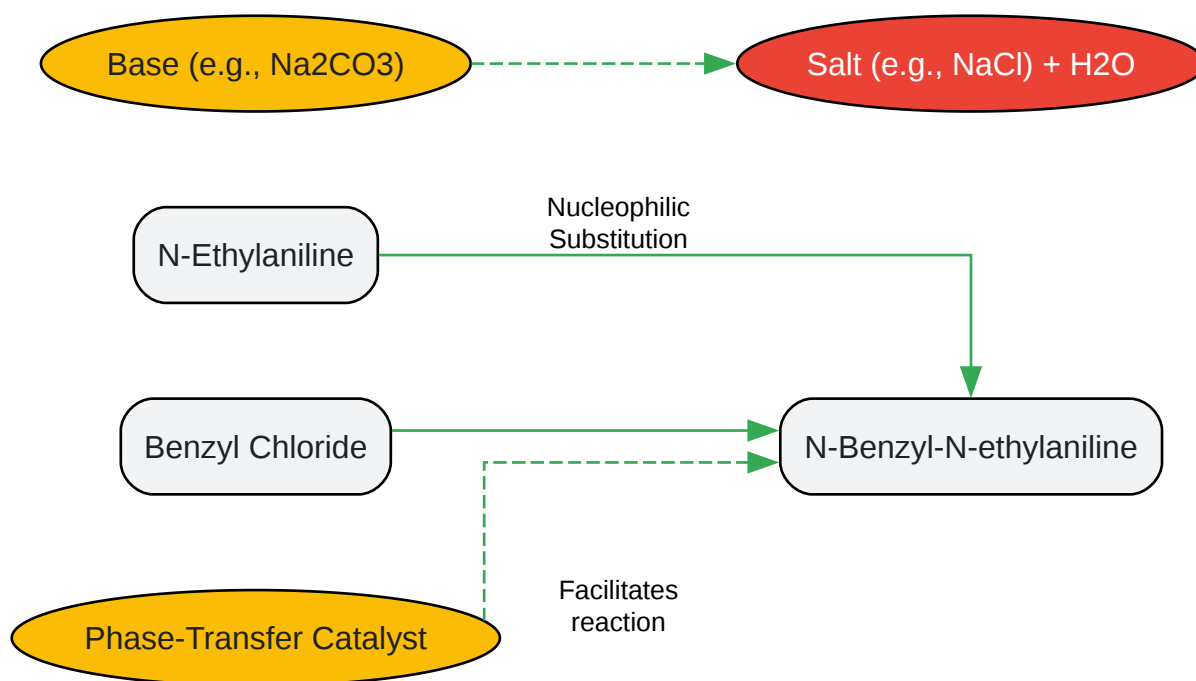 Base (e.g., Na2CO3)
Salt (e.g., NaCl) + H2O
Nucleophilic
Substitution
N-Ethylaniline
Benzyl Chloride
N-Benzyl-N-ethylaniline
Facilitates
reaction
Phase-Transfer Catalyst